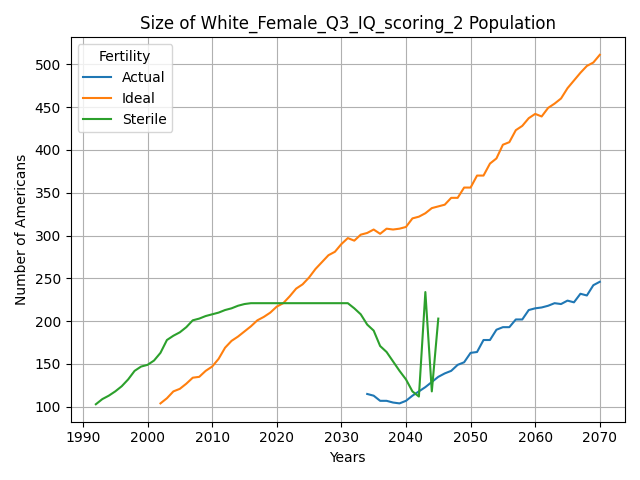 Size of White_Female_Q3_IQ_scoring_2 Population
Fertility
Actual
Ideal
Sterile
Number of Americans
500
450
400
350
300
250
200
150
100
1990 2000 2010 2020 2030 2040 2050 2060 2070
Years